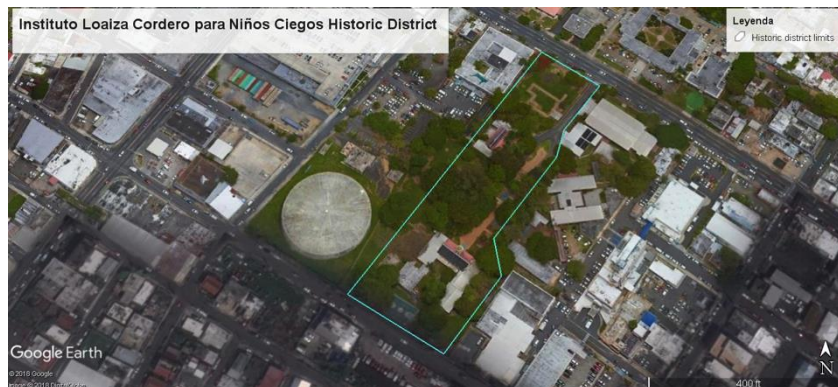 Instituto Loaiza Cordero para Niños Ciegos Historic District
Leyenda
Historic district limits
Google Earth
© 2018 Google
N
400 ft